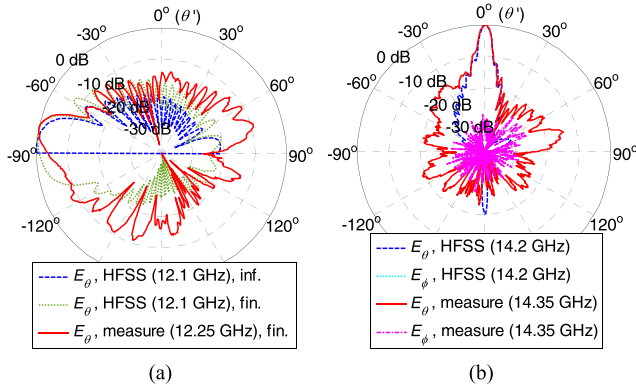 0° (θ')
-30°
30°
0 dB
-60°
60°
-10 dB
-20 dB
-30 dB
-90°
90°
-120°
120°
Eθ, HFSS (12.1 GHz), inf.
Eθ, HFSS (12.1 GHz), fin.
Eθ, measure (12.25 GHz), fin.
(a)
0° (θ')
-30°
30°
0 dB
-60°
60°
-10 dB
-20 dB
-30 dB
-90°
90°
-120°
120°
Eθ, HFSS (14.2 GHz)
Eϕ, HFSS (14.2 GHz)
Eθ, measure (14.35 GHz)
Eϕ, measure (14.35 GHz)
(b)